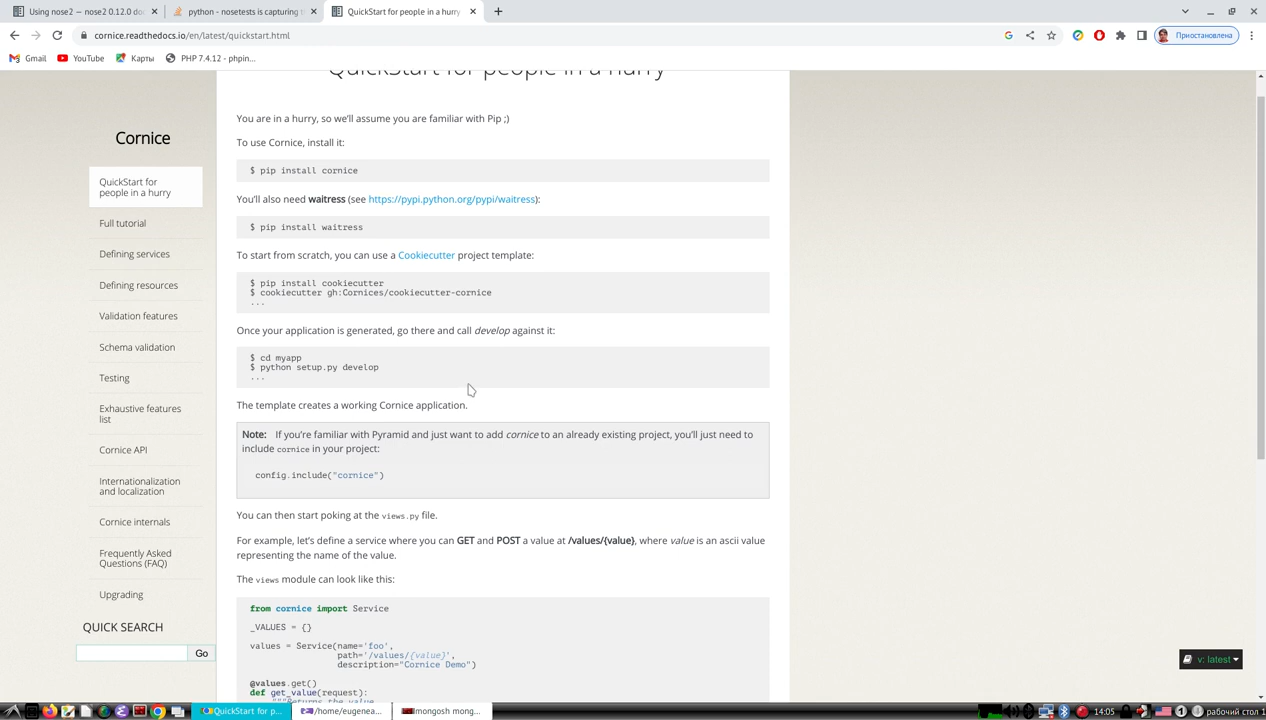 Using nose2 — nose2 0.12.0 do
python - nosetests is capturing t
QuickStart for people in a hurry
cornice.readthedocs.io/en/latest/quickstart.html
Приостановлена
Gmail
YouTube
Карты
PHP 7.4.12 - phpin...
QuickStart for people in a hurry
Cornice
QuickStart for
people in a hurry
Full tutorial
Defining services
Defining resources
Validation features
Schema validation
Testing
Exhaustive features
list
Cornice API
Internationalization
and localization
Cornice internals
Frequently Asked
Questions (FAQ)
Upgrading
QUICK SEARCH
Go
You are in a hurry, so we'll assume you are familiar with Pip ;)
To use Cornice, install it:
$ pip install cornice
You'll also need waitress (see https://pypi.python.org/pypi/waitress):
$ pip install waitress
To start from scratch, you can use a Cookiecutter project template:
$ pip install cookiecutter
$ cookiecutter gh:Cornices/cookiecutter-cornice
...
Once your application is generated, go there and call develop against it:
$ cd myapp
$ python setup.py develop
...
The template creates a working Cornice application.
Note: If you're familiar with Pyramid and just want to add cornice to an already existing project, you'll just need to
include cornice in your project:
config.include("cornice")
You can then start poking at the views.py file.
For example, let's define a service where you can GET and POST a value at /values/{value}, where value is an ascii value
representing the name of the value.
The views module can look like this:
from cornice import Service
_VALUES = {}
values = Service(name='foo',
path='/values/{value}',
description="Cornice Demo")
@values.get()
def get_value(request):
"""Returns the value
v: latest
QuickStart for p...
/home/eugenea...
mongosh mong...
14:05
1
рабочий стол 1